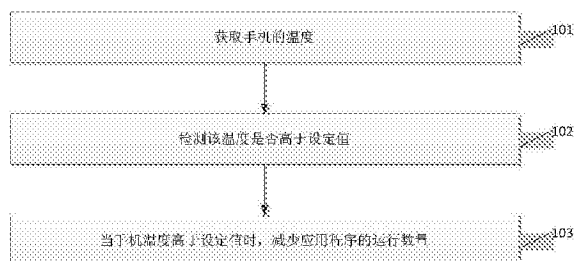 获取手机的温度
101
检测该温度是否高于设定值
102
当手机温度高于设定值时，减少应用程序的运行数量
103